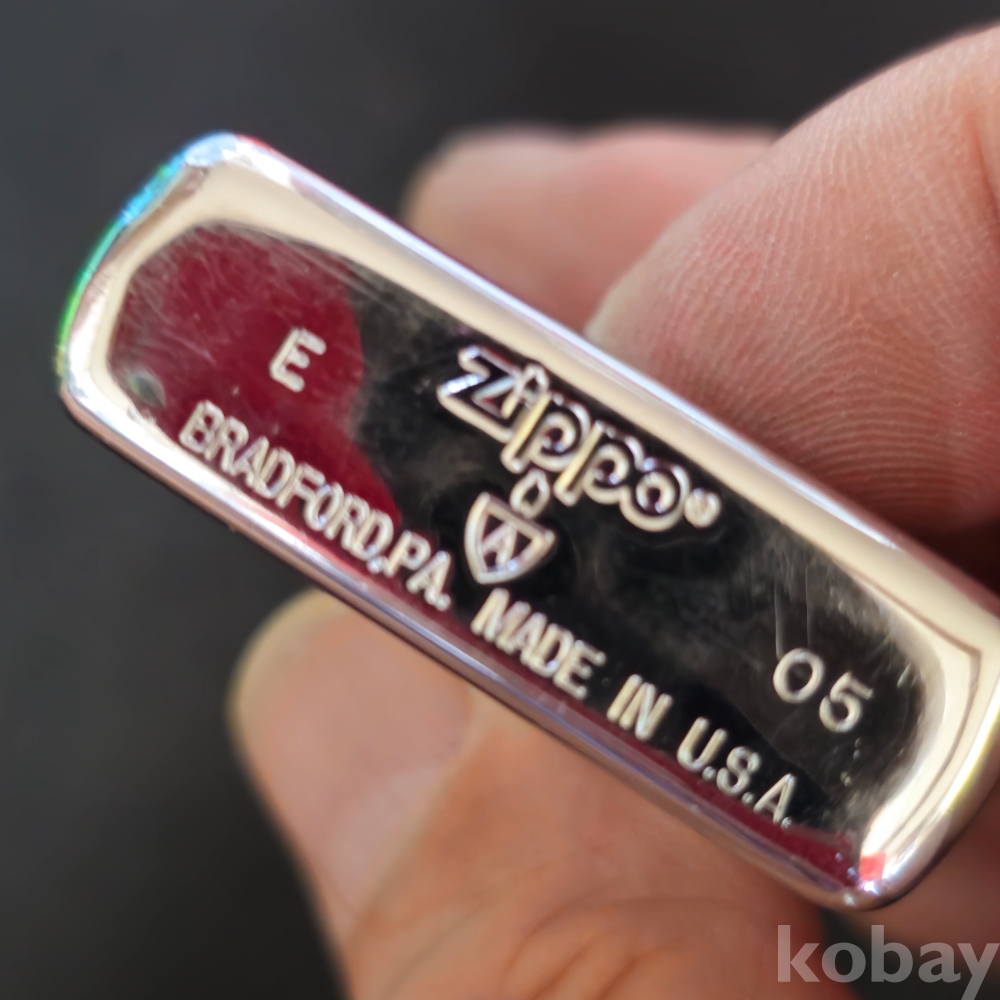 zippo®
E
A
05
BRADFORD,PA. MADE IN U.S.A.
kobay